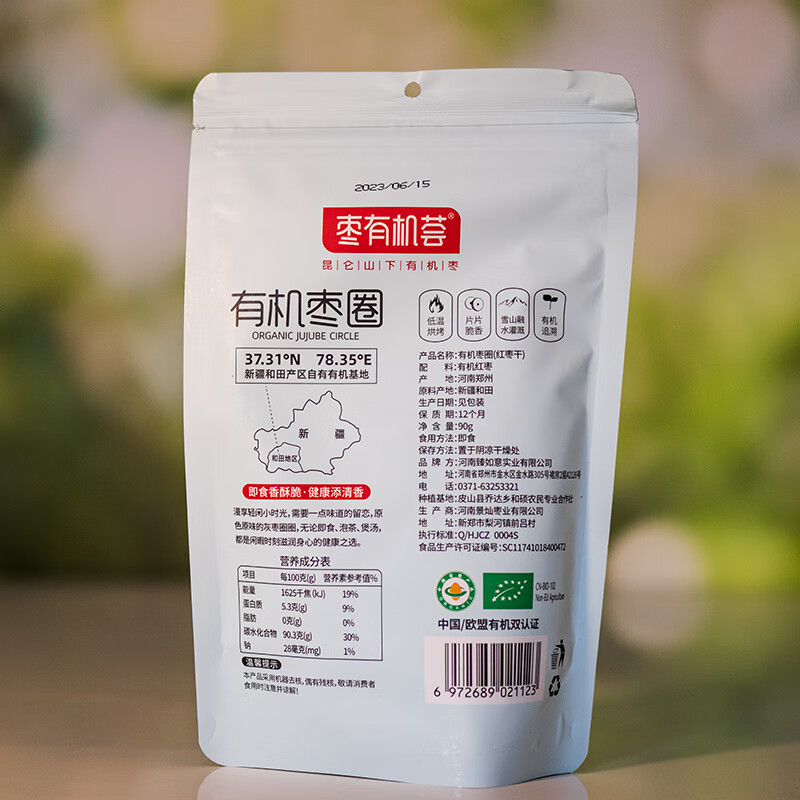 2023/06/15
枣有机荟®
昆仑山下有机枣
有机枣圈
ORGANIC JUJUBE CIRCLE
37.31°N 78.35°E
新疆和田产区自有有机基地
新疆
和田地区
即食香酥脆·健康添清香
漫享轻闲小时光,需要一点味道的留恋,原
色原味的灰枣圈圈,无论即食、泡茶、煲汤,
都是闲暇时刻滋润身心的健康之选。
营养成分表
项目 每100克(g) 营养素参考值%
能量 1625千焦(kJ) 19%
蛋白质 5.3克(g) 9%
脂肪 0克(g) 0%
碳水化合物 90.3克(g) 30%
钠 28毫克(mg) 1%
温馨提示
本产品采用机器去核,偶有残核,敬请消费者
食用时注意并谅解!
低温
烘烤
片片
脆香
雪山融
水灌溉
有机
追溯
产品名称:有机枣圈(红枣干)
配料:有机红枣
产地:河南郑州
原料产地:新疆和田
生产日期:见包装
保质期:12个月
净含量:90g
食用方法:即食
保存方法:置于阴凉干燥处
品牌方:河南臻如意实业有限公司
地址:河南省郑州市金水区金水路305号裙房2层A2028号
电话:0371-63253321
种植基地:皮山县乔达乡和硕农民专业合作社
生产商:河南景灿枣业有限公司
地址:新郑市梨河镇前吕村
执行标准:Q/HJCZ 0004S
食品生产许可证编号:SC11741018400472
CN-BIO-102
Non-EU Agriculture
中国/欧盟有机双认证
6 972689 021123